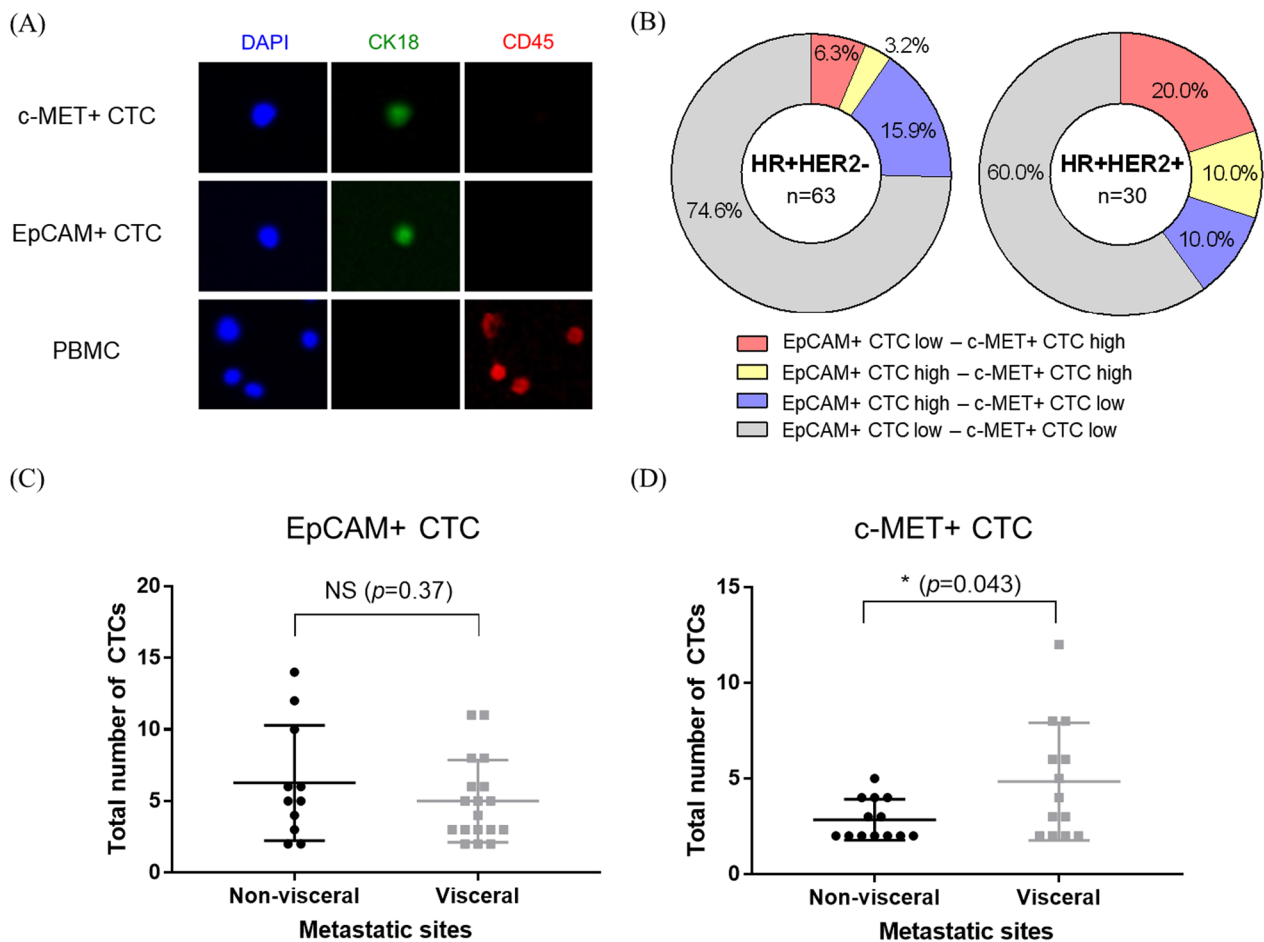 (A)
DAPI CK18 CD45
c-MET+ CTC
EpCAM+ CTC
PBMC
(B)
6.3%
3.2%
15.9%
74.6%
HR+HER2-
n=63
20.0%
10.0%
10.0%
60.0%
HR+HER2+
n=30
EpCAM+ CTC low – c-MET+ CTC high
EpCAM+ CTC high – c-MET+ CTC high
EpCAM+ CTC high – c-MET+ CTC low
EpCAM+ CTC low – c-MET+ CTC low
(C)
EpCAM+ CTC
NS (p=0.37)
Total number of CTCs
20
15
10
5
0
Non-visceral Visceral
Metastatic sites
(D)
c-MET+ CTC
* (p=0.043)
Total number of CTCs
15
10
5
0
Non-visceral Visceral
Metastatic sites